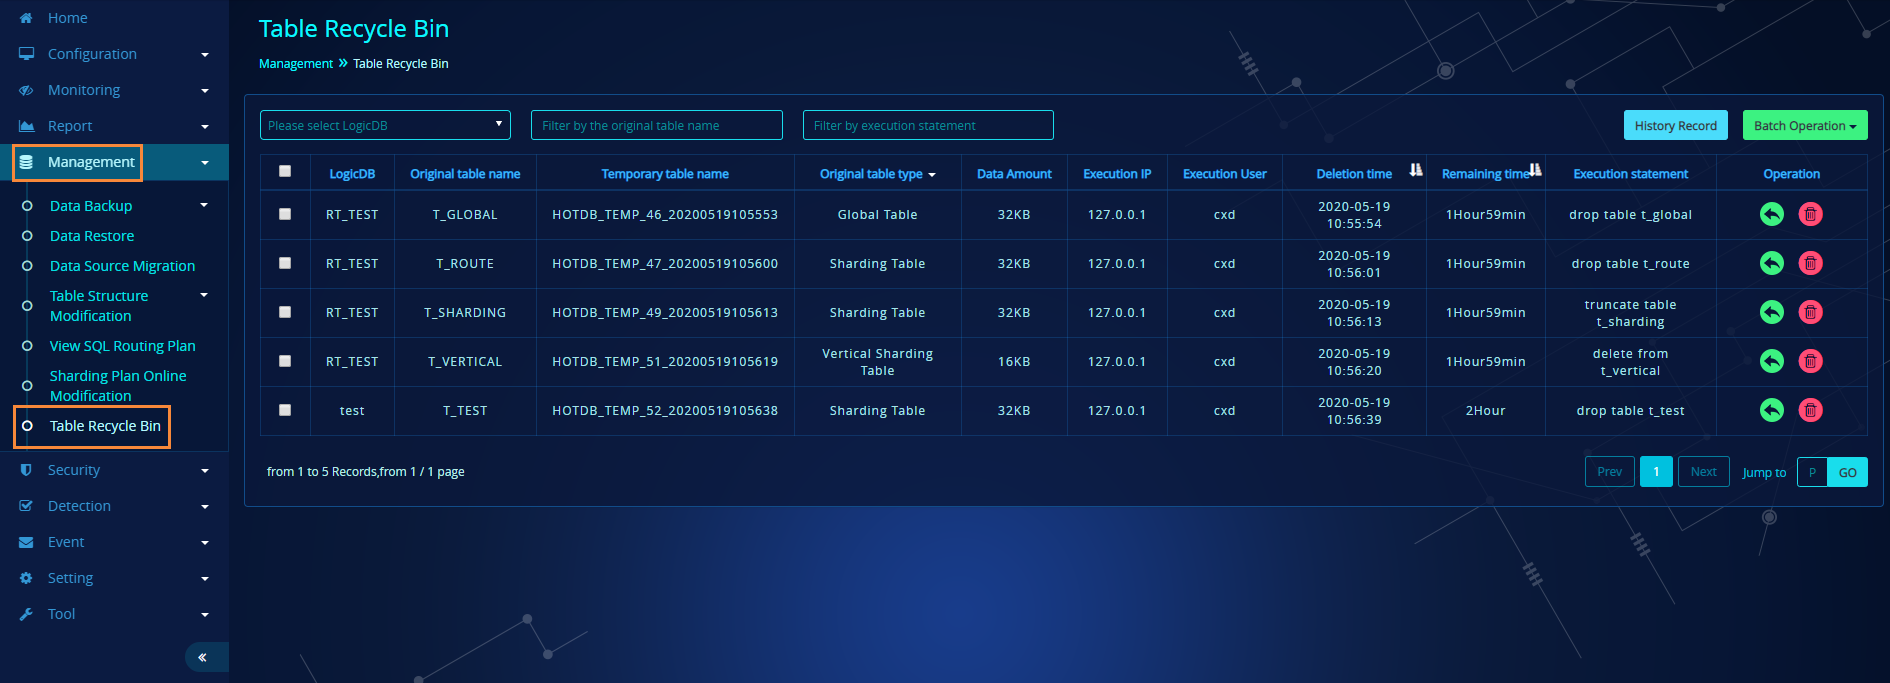 Home
Configuration
Monitoring
Report
Management
Data Backup
Data Restore
Data Source Migration
Table Structure
Modification
View SQL Routing Plan
Sharding Plan Online
Modification
Table Recycle Bin
Security
Detection
Event
Setting
Tool
«
Table Recycle Bin
Management » Table Recycle Bin
Please select LogicDB
Filter by the original table name
Filter by execution statement
History Record
Batch Operation
LogicDB Original table name Temporary table name Original table type Data Amount Execution IP Execution User Deletion time Remaining time Execution statement Operation
RT_TEST T_GLOBAL HOTDB_TEMP_46_20200519105553 Global Table 32KB 127.0.0.1 cxd 2020-05-19 1Hour59min drop table t_global
10:55:54
RT_TEST T_ROUTE HOTDB_TEMP_47_20200519105600 Sharding Table 32KB 127.0.0.1 cxd 2020-05-19 1Hour59min drop table t_route
10:56:01
RT_TEST T_SHARDING HOTDB_TEMP_49_20200519105613 Sharding Table 32KB 127.0.0.1 cxd 2020-05-19 1Hour59min truncate table
10:56:13 t_sharding
RT_TEST T_VERTICAL HOTDB_TEMP_51_20200519105619 Vertical Sharding 16KB 127.0.0.1 cxd 2020-05-19 1Hour59min delete from
Table 10:56:20 t_vertical
test T_TEST HOTDB_TEMP_52_20200519105638 Sharding Table 32KB 127.0.0.1 cxd 2020-05-19 2Hour drop table t_test
10:56:39
from 1 to 5 Records,from 1 / 1 page
Prev 1 Next Jump to P GO